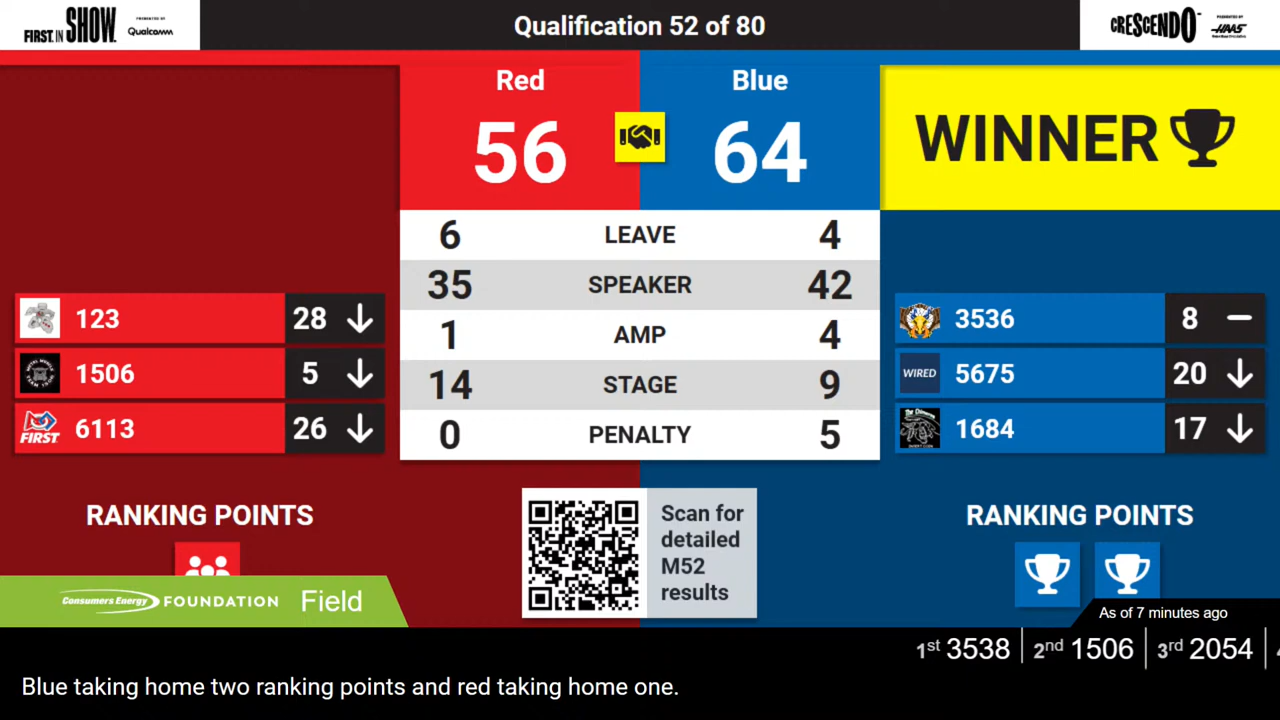 FIRST IN SHOW
PRESENTED BY
Qualcomm
Qualification 52 of 80
CRESCENDO
PRESENTED BY
HAAS
Red
Blue
56
64
WINNER
6 LEAVE 4
35 SPEAKER 42
1 AMP 4
14 STAGE 9
0 PENALTY 5
123 28
1506 5
FIRST 6113 26
3536 8
WIRED 5675 20
1684 17
RANKING POINTS
RANKING POINTS
Scan for
detailed
M52
results
Consumers Energy FOUNDATION Field
As of 7 minutes ago
1st 3538 2nd 1506 3rd 2054
Blue taking home two ranking points and red taking home one.